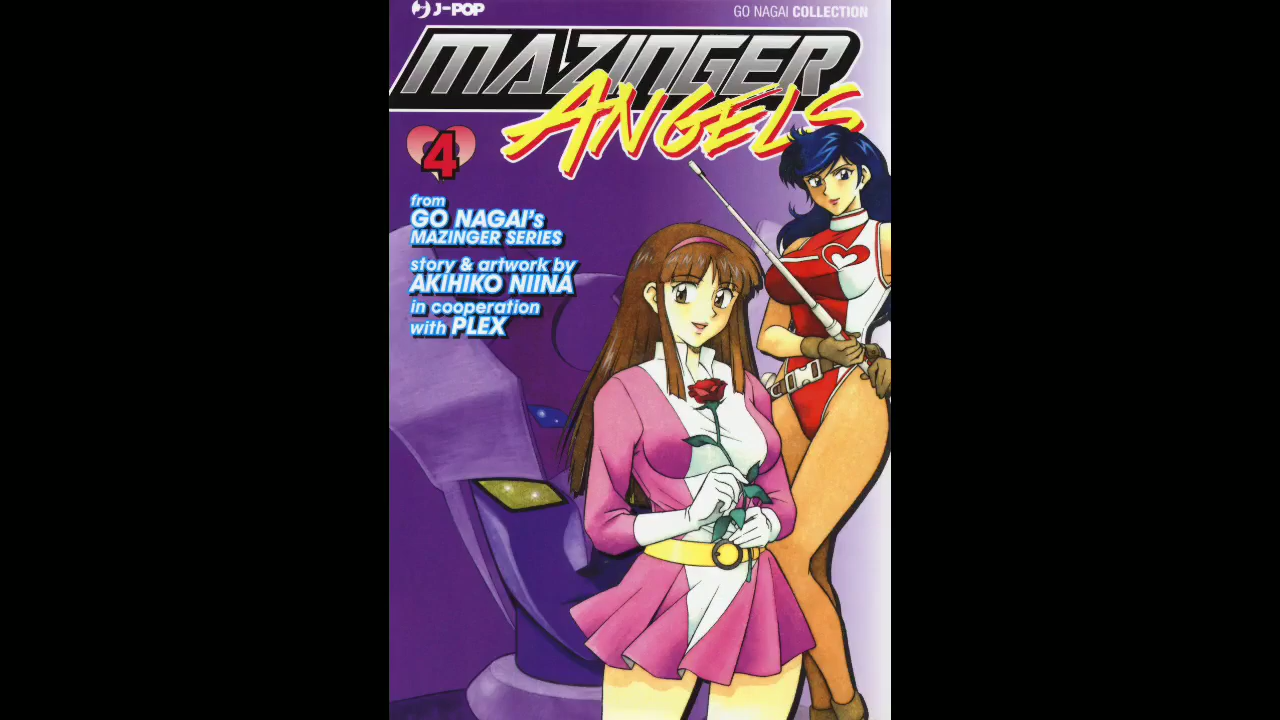 J-POP
GO NAGAI COLLECTION
MAZINGER
ANGELS
4
from
GO NAGAI's
MAZINGER SERIES
story & artwork by
AKIHIKO NIINA
in cooperation
with PLEX